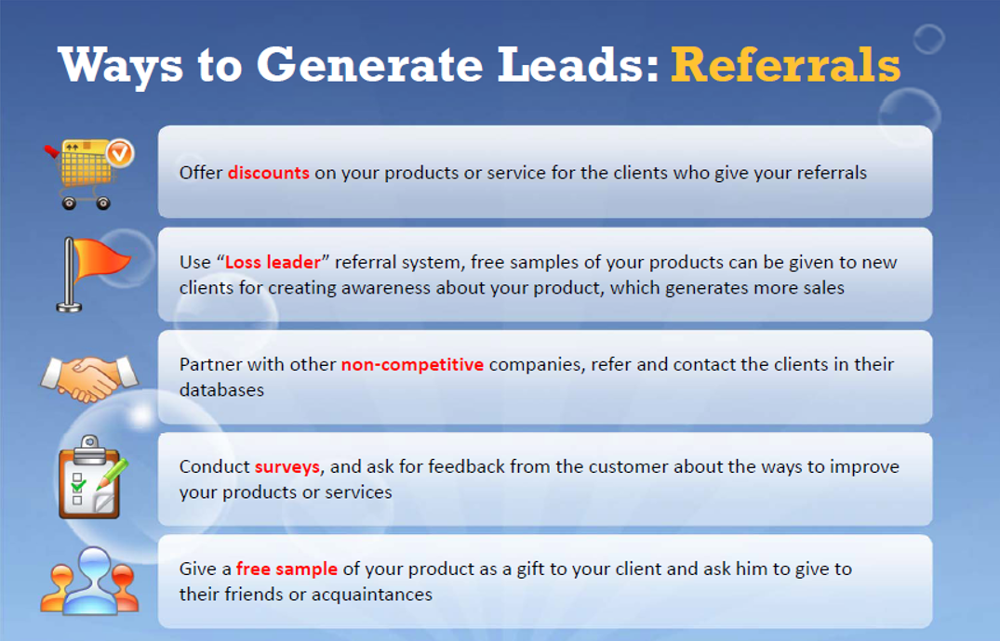 Ways to Generate Leads: Referrals
Offer discounts on your products or service for the clients who give your referrals
Use “Loss leader” referral system, free samples of your products can be given to new
clients for creating awareness about your product, which generates more sales
Partner with other non-competitive companies, refer and contact the clients in their
databases
Conduct surveys, and ask for feedback from the customer about the ways to improve
your products or services
Give a free sample of your product as a gift to your client and ask him to give to
their friends or acquaintances